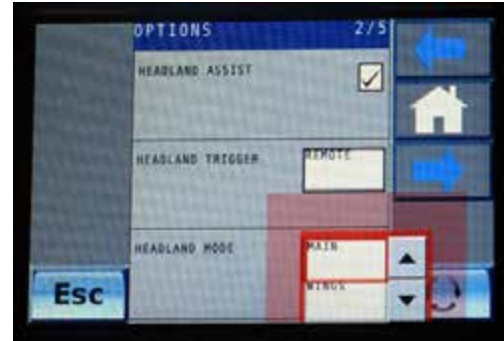 OPTIONS 2/5
HEADLAND ASSIST
HEADLAND TRIGGER REMOTE
HEADLAND MODE MAIN
WINGS
Esc